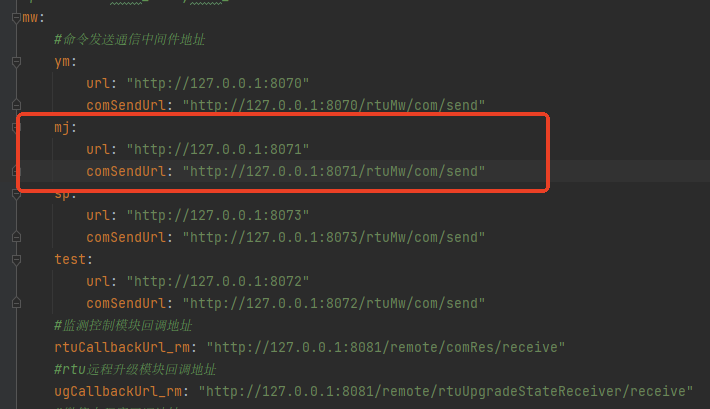 mw:
#命令发送通信中间件地址
ym:
url: "http://127.0.0.1:8070"
comSendUrl: "http://127.0.0.1:8070/rtuMw/com/send"
mj:
url: "http://127.0.0.1:8071"
comSendUrl: "http://127.0.0.1:8071/rtuMw/com/send"
sp:
url: "http://127.0.0.1:8073"
comSendUrl: "http://127.0.0.1:8073/rtuMw/com/send"
test:
url: "http://127.0.0.1:8072"
comSendUrl: "http://127.0.0.1:8072/rtuMw/com/send"
#监测控制模块回调地址
rtuCallbackUrl_rm: "http://127.0.0.1:8081/remote/comRes/receive"
#rtu远程升级模块回调地址
ugCallbackUrl_rm: "http://127.0.0.1:8081/remote/rtuUpgradeStateReceiver/receive"